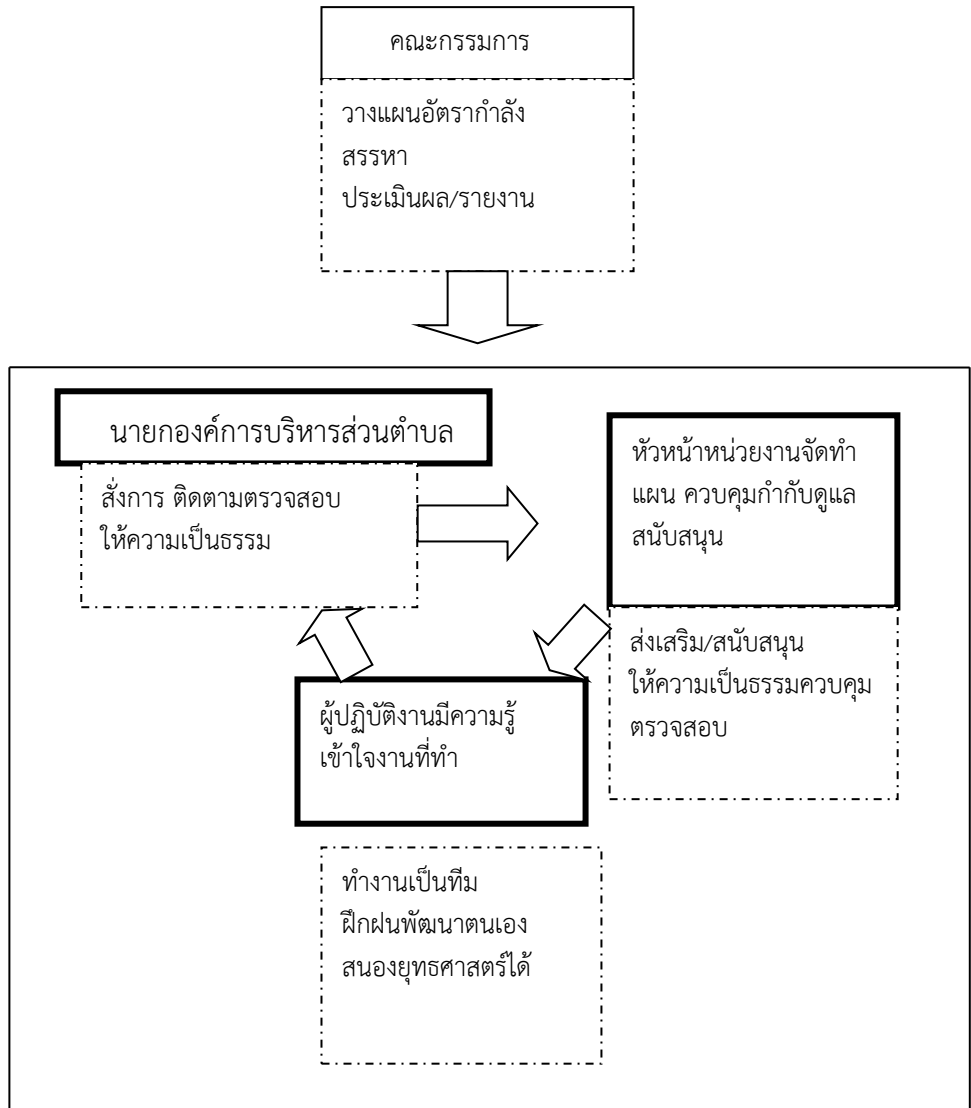 คณะกรรมการ
วางแผนอัตรากำลัง
สรรหา
ประเมินผล/รายงาน
นายกองค์การบริหารส่วนตำบล
สั่งการ ติดตามตรวจสอบ
ให้ความเป็นธรรม
หัวหน้าหน่วยงานจัดทำ
แผน ควบคุมกำกับดูแล
สนับสนุน
ส่งเสริม/สนับสนุน
ให้ความเป็นธรรมควบคุม
ตรวจสอบ
ผู้ปฏิบัติงานมีความรู้
เข้าใจงานที่ทำ
ทำงานเป็นทีม
ฝึกฝนพัฒนาตนเอง
สนองยุทธศาสตร์ได้